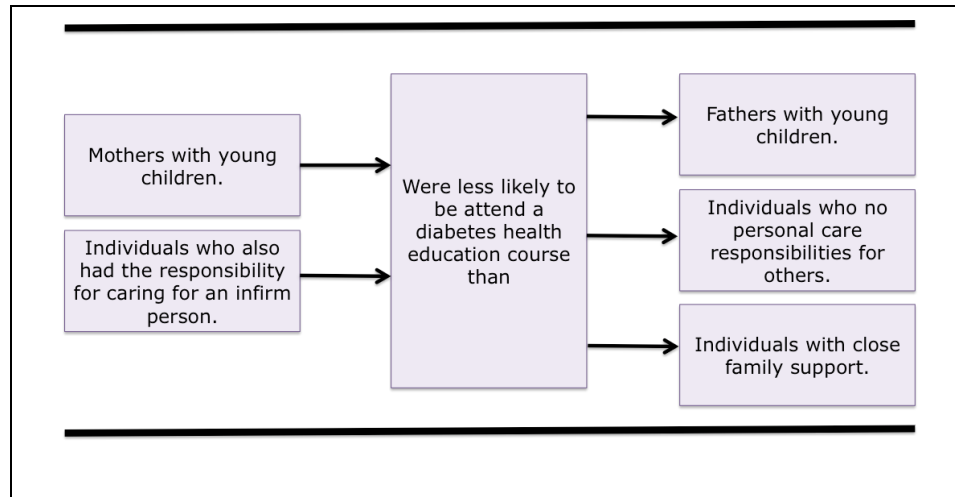 Mothers with young
children.
Individuals who also
had the responsibility
for caring for an infirm
person.
Were less likely to
be attend a
diabetes health
education course
than
Fathers with young
children.
Individuals who no
personal care
responsibilities for
others.
Individuals with close
family support.